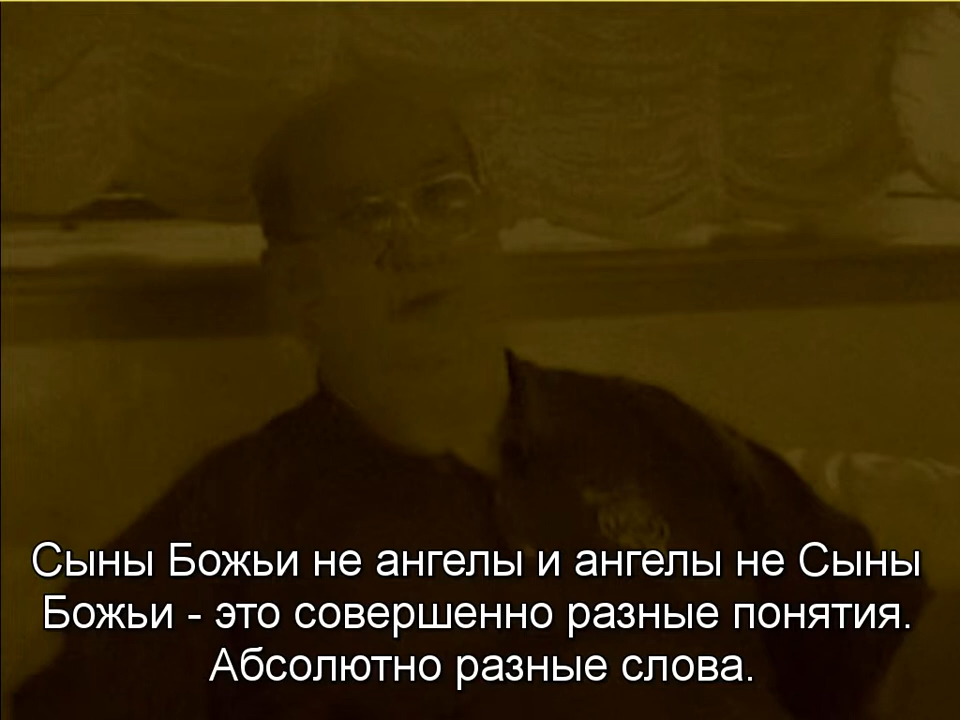 Сыны Божьи не ангелы и ангелы не Сыны
Божьи - это совершенно разные понятия.
Абсолютно разные слова.